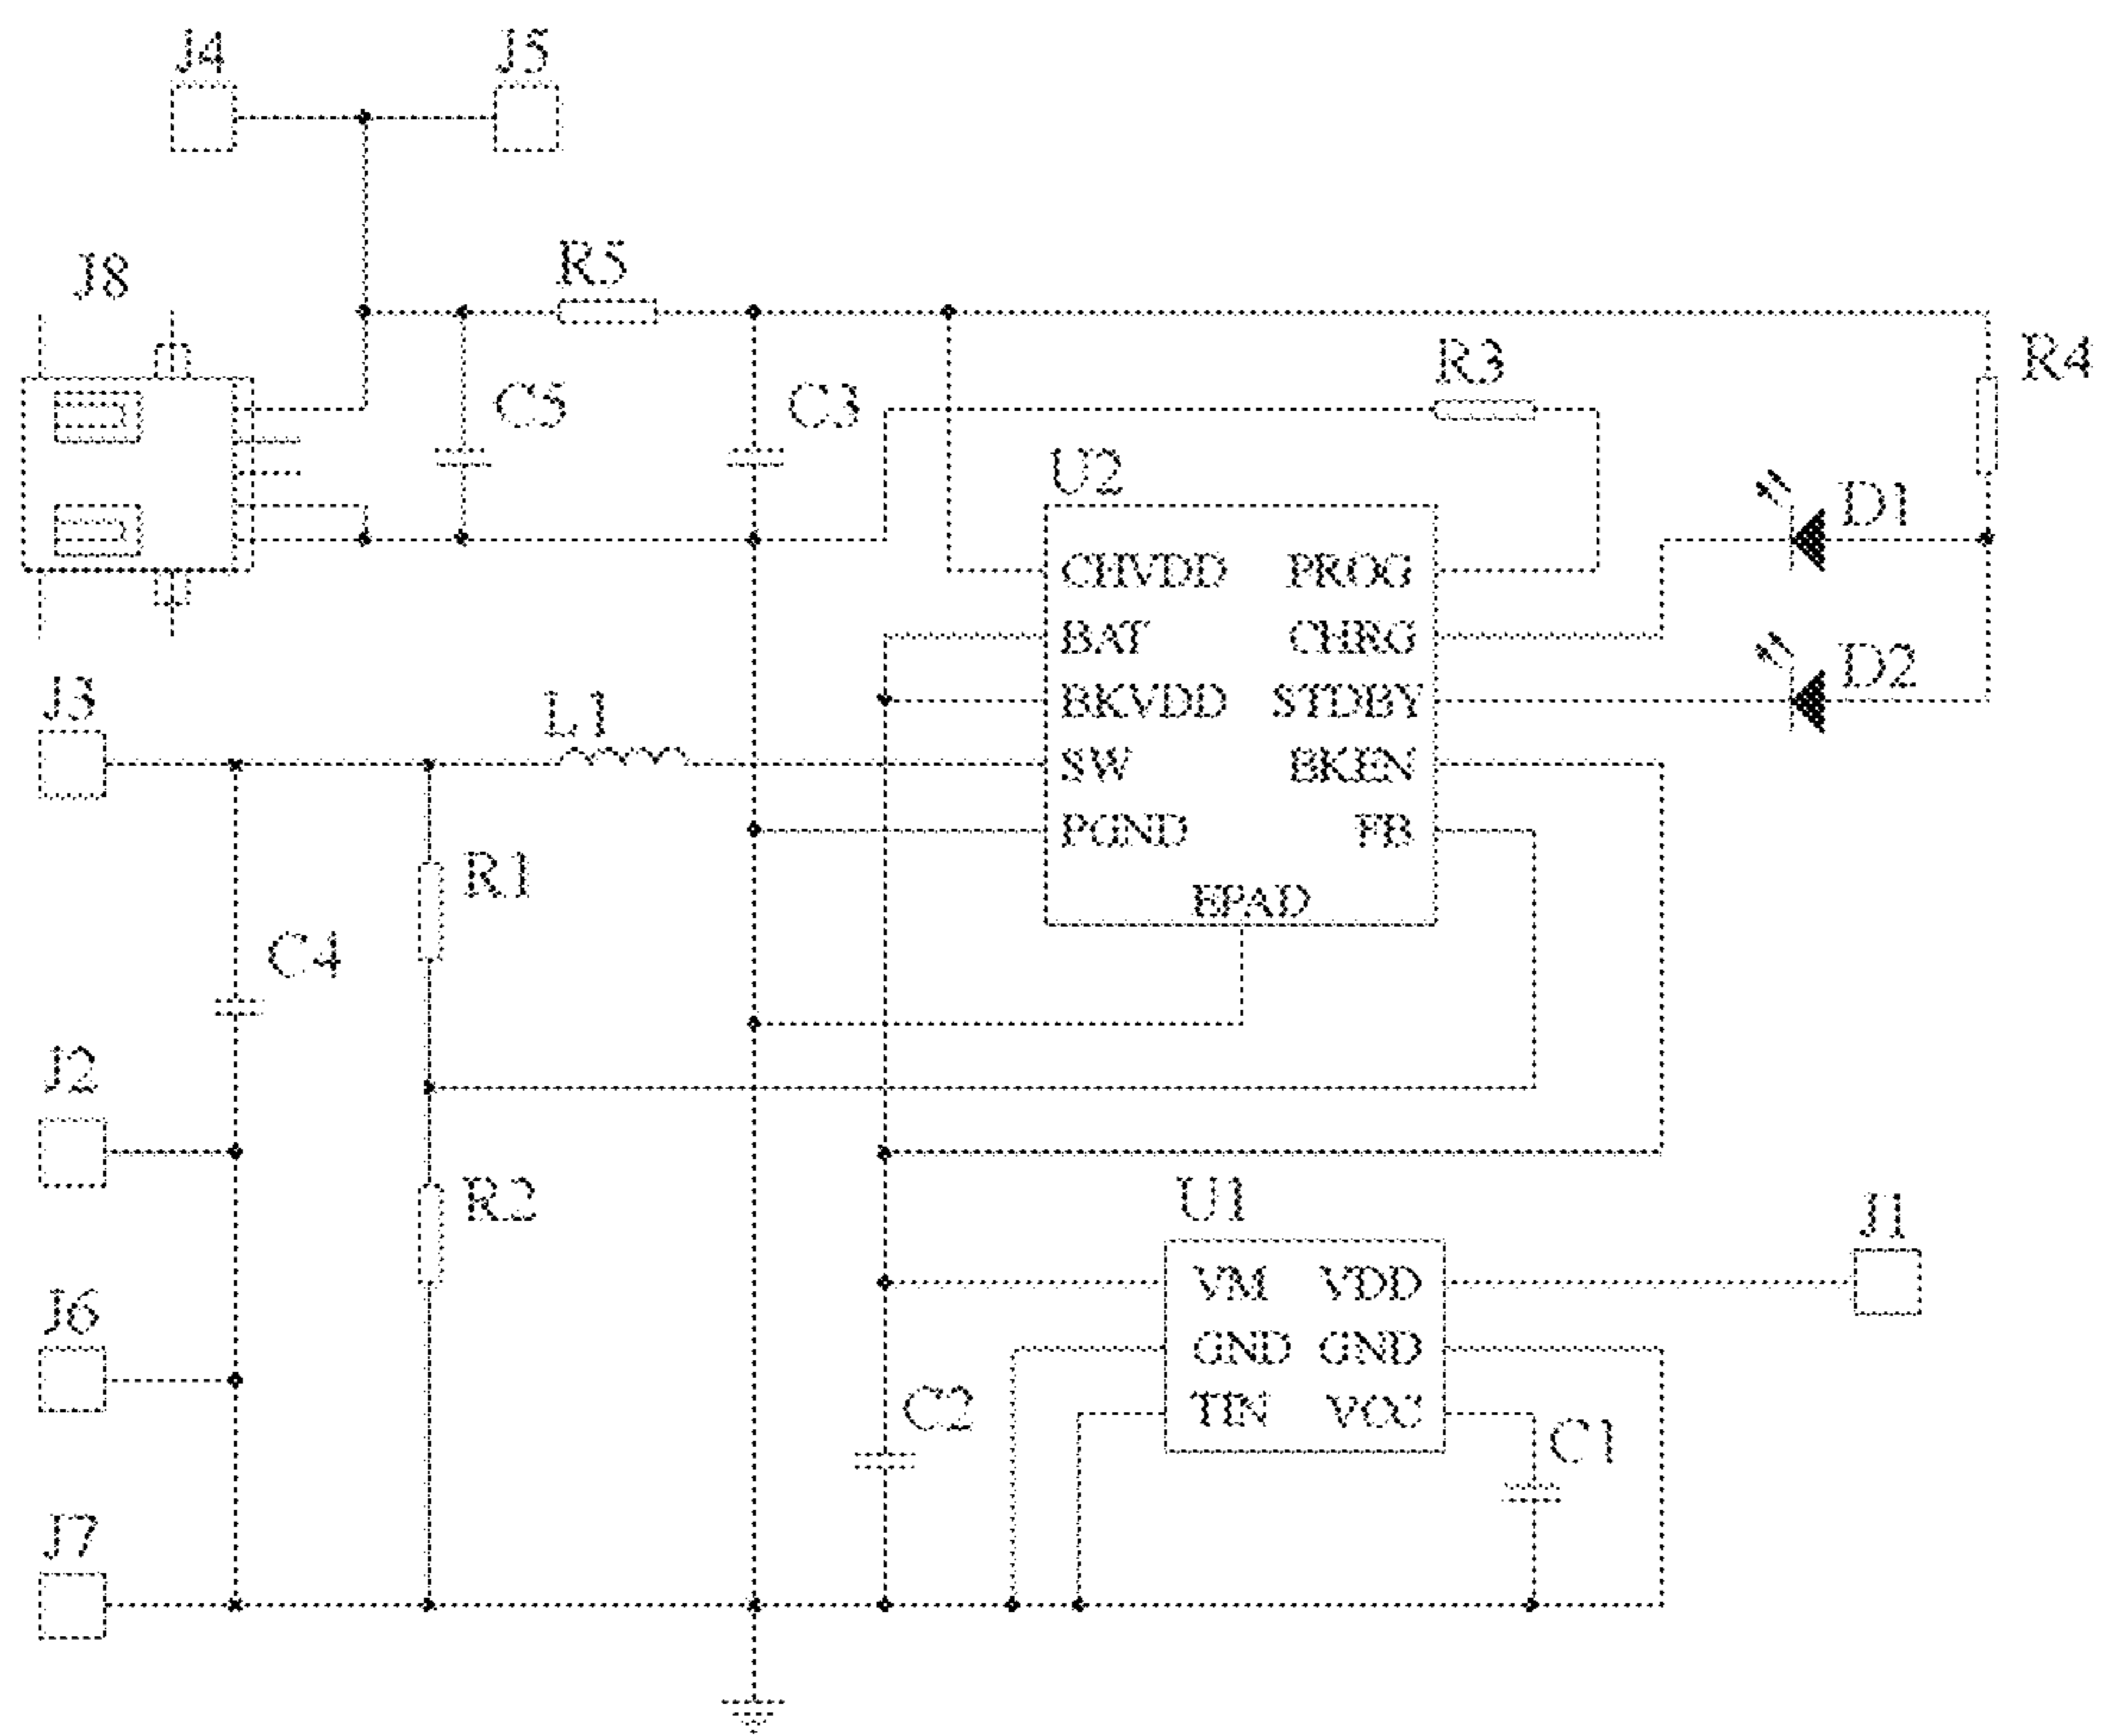 J4 J5
J8 R5
R3 R4
C5 C3
U2
D1
CHVDD PROG
BAT CHRG
D2
J3 L1 BKVDD STDBY
SW BKEN
PGND FB
R1
EPAD
C4
J2
R2 U1 J1
VM VDD
J6 GND GND
C2 TIN VCC C1
J7